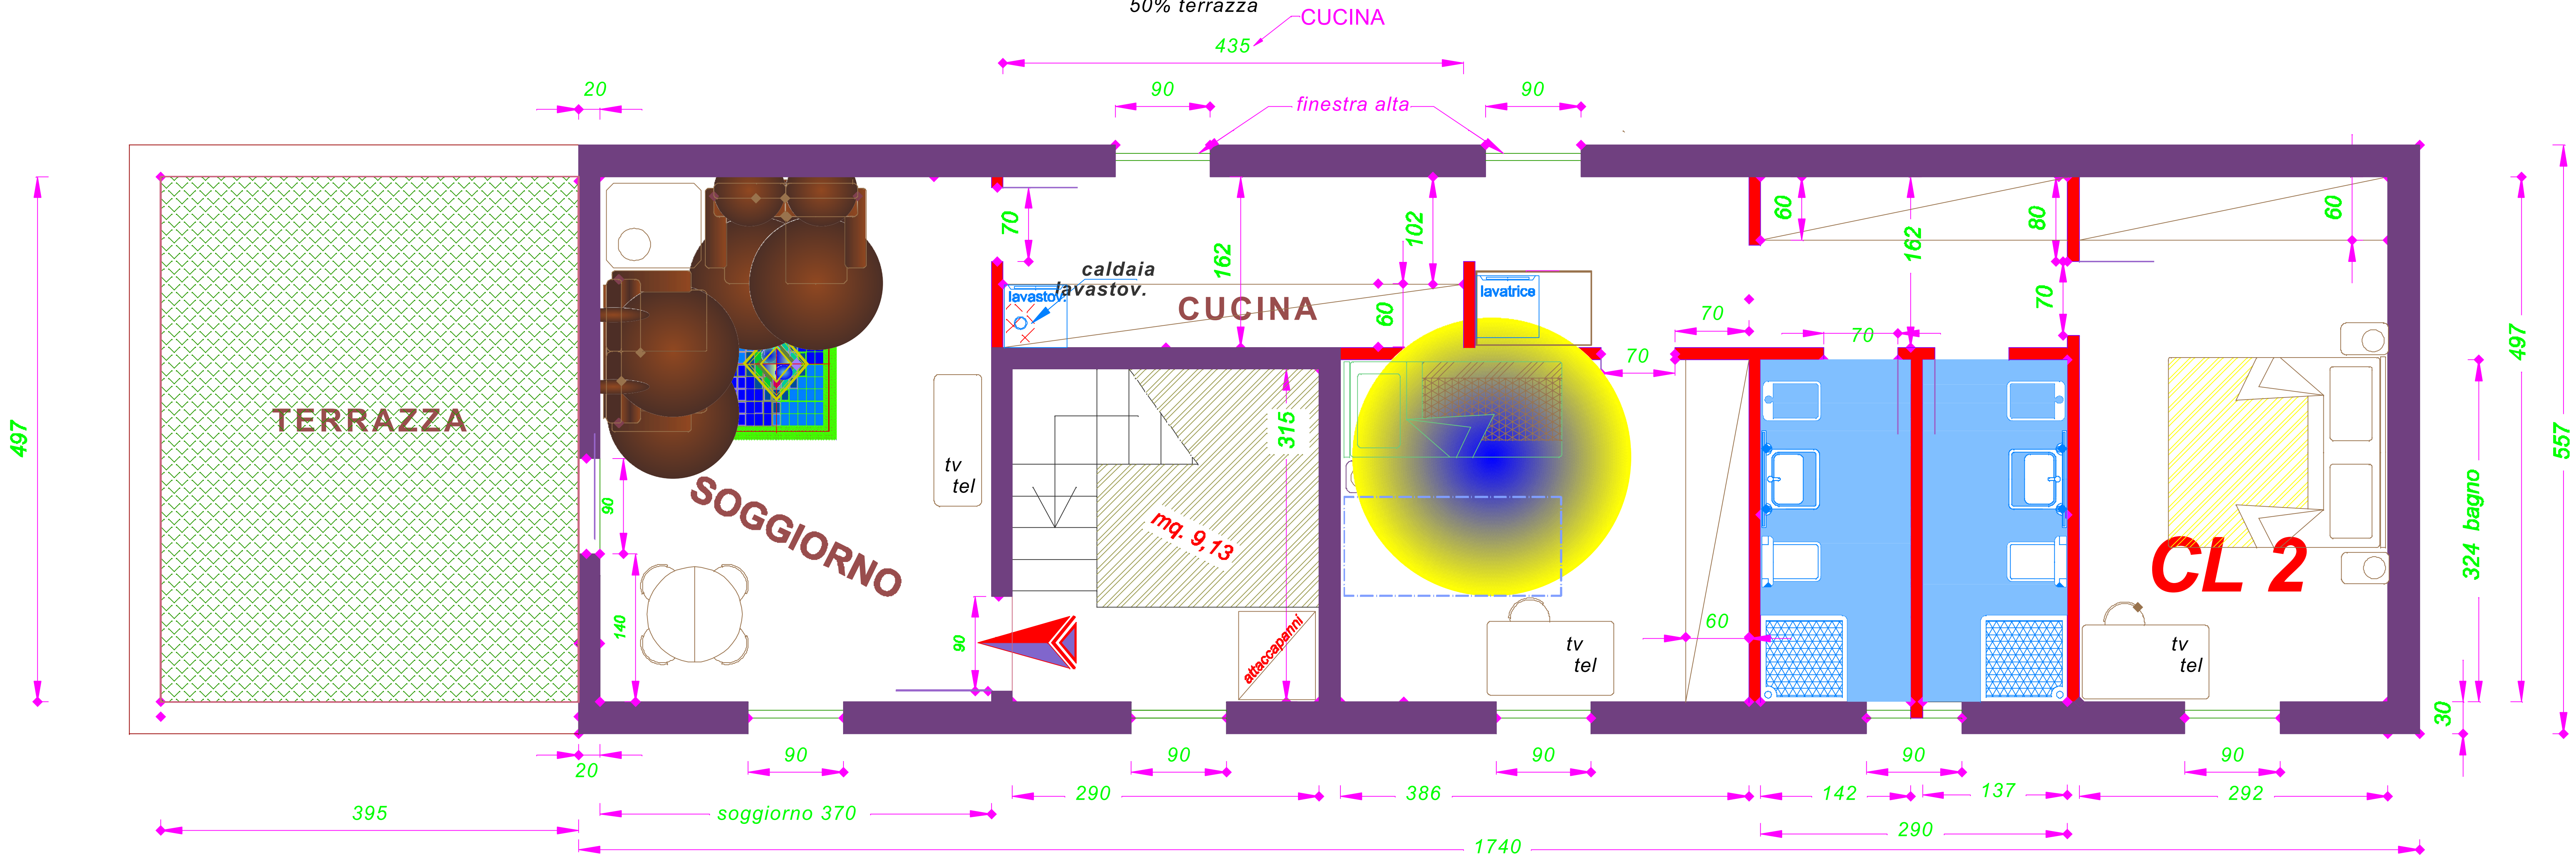 50% terrazza
CUCINA
435
20
90
finestra alta
90
70
162
102
60
162
80
60
caldaia
lavastov.
lavastov.
CUCINA
60
lavatrice
70
70
70
70
497
TERRAZZA
SOGGIORNO
tv
tel
315
mq. 9,13
90
140
90
attaccapanni
tv
tel
60
CL 2
tv
tel
324 bagno
497
557
30
20
90
90
90
90
90
395
soggiorno 370
290
386
142
137
292
290
1740